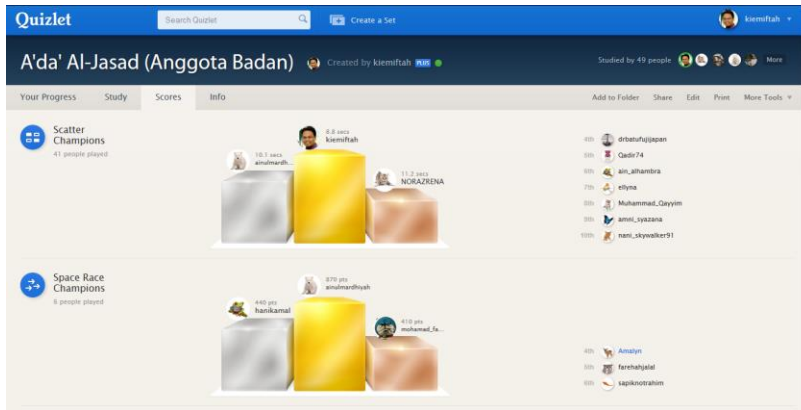 Quizlet
Search Quizlet
Create a Set
kiemiftah
A'da' Al-Jasad (Anggota Badan)
Created by kiemiftah PLUS
Studied by 49 people
More
Your Progress
Study
Scores
Info
Add to Folder
Share
Edit
Print
More Tools
Scatter
Champions
41 people played
10.1 secs
ainulmardh...
8.8 secs
kiemiftah
11.2 secs
NORAZRENA
4th drbatufujijapan
5th Qadir74
6th ain_alhambra
7th ellyna
8th Muhammad_Qayyim
9th amni_syazana
10th nani_skywalker91
Space Race
Champions
6 people played
440 pts
hanikamal
870 pts
ainulmardhiyah
410 pts
mohamad_fa...
4th Amalyn
5th farehahjalal
6th sapiknotrahim